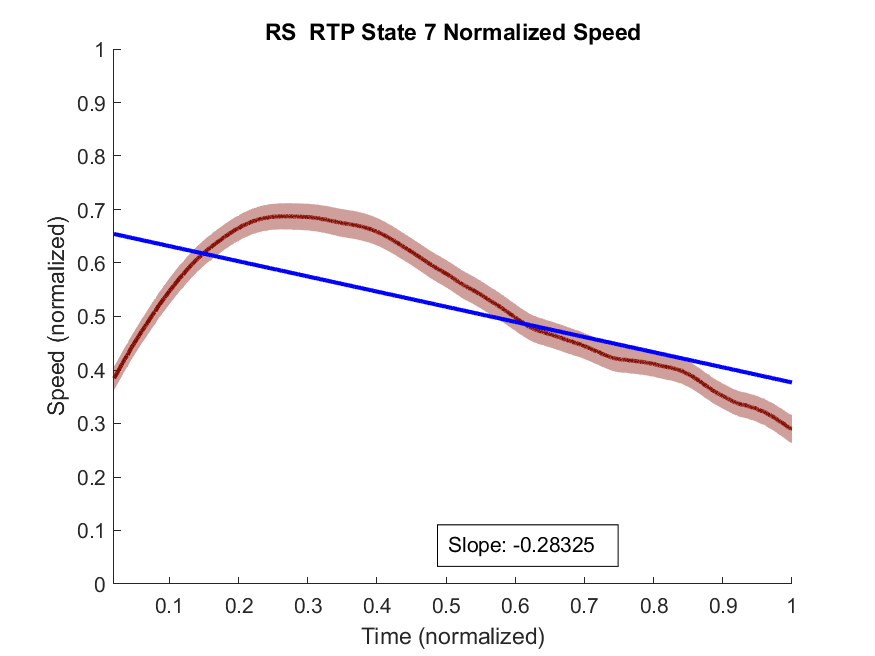 RS  RTP State 7 Normalized Speed
1
0.9
0.8
0.7
0.6
0.5
0.4
0.3
0.2
0.1
0
Speed (normalized)
Slope: -0.28325
0.1 0.2 0.3 0.4 0.5 0.6 0.7 0.8 0.9 1
Time (normalized)